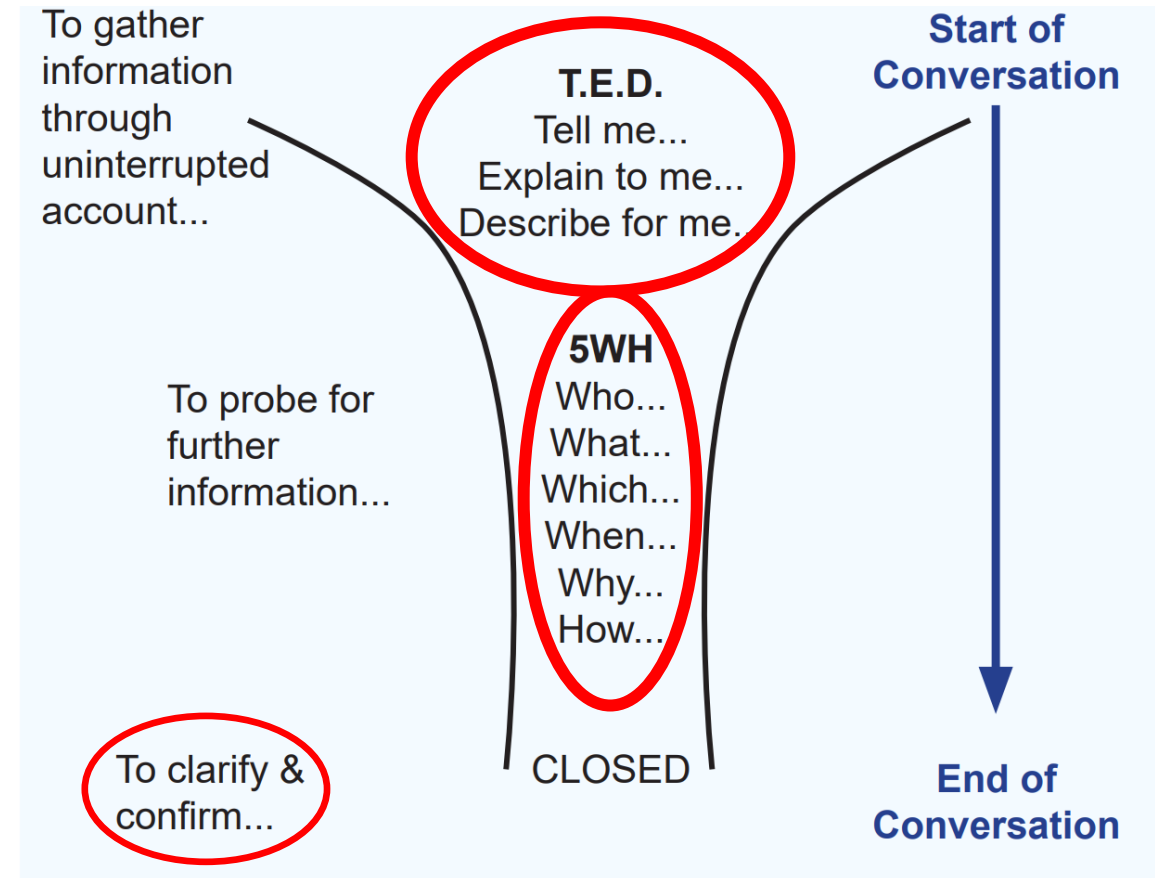 To gather
information
through
uninterrupted
account...
T.E.D.
Tell me...
Explain to me...
Describe for me...
Start of
Conversation
To probe for
further
information...
5WH
Who...
What...
Which...
When...
Why...
How...
To clarify &
confirm...
CLOSED
End of
Conversation